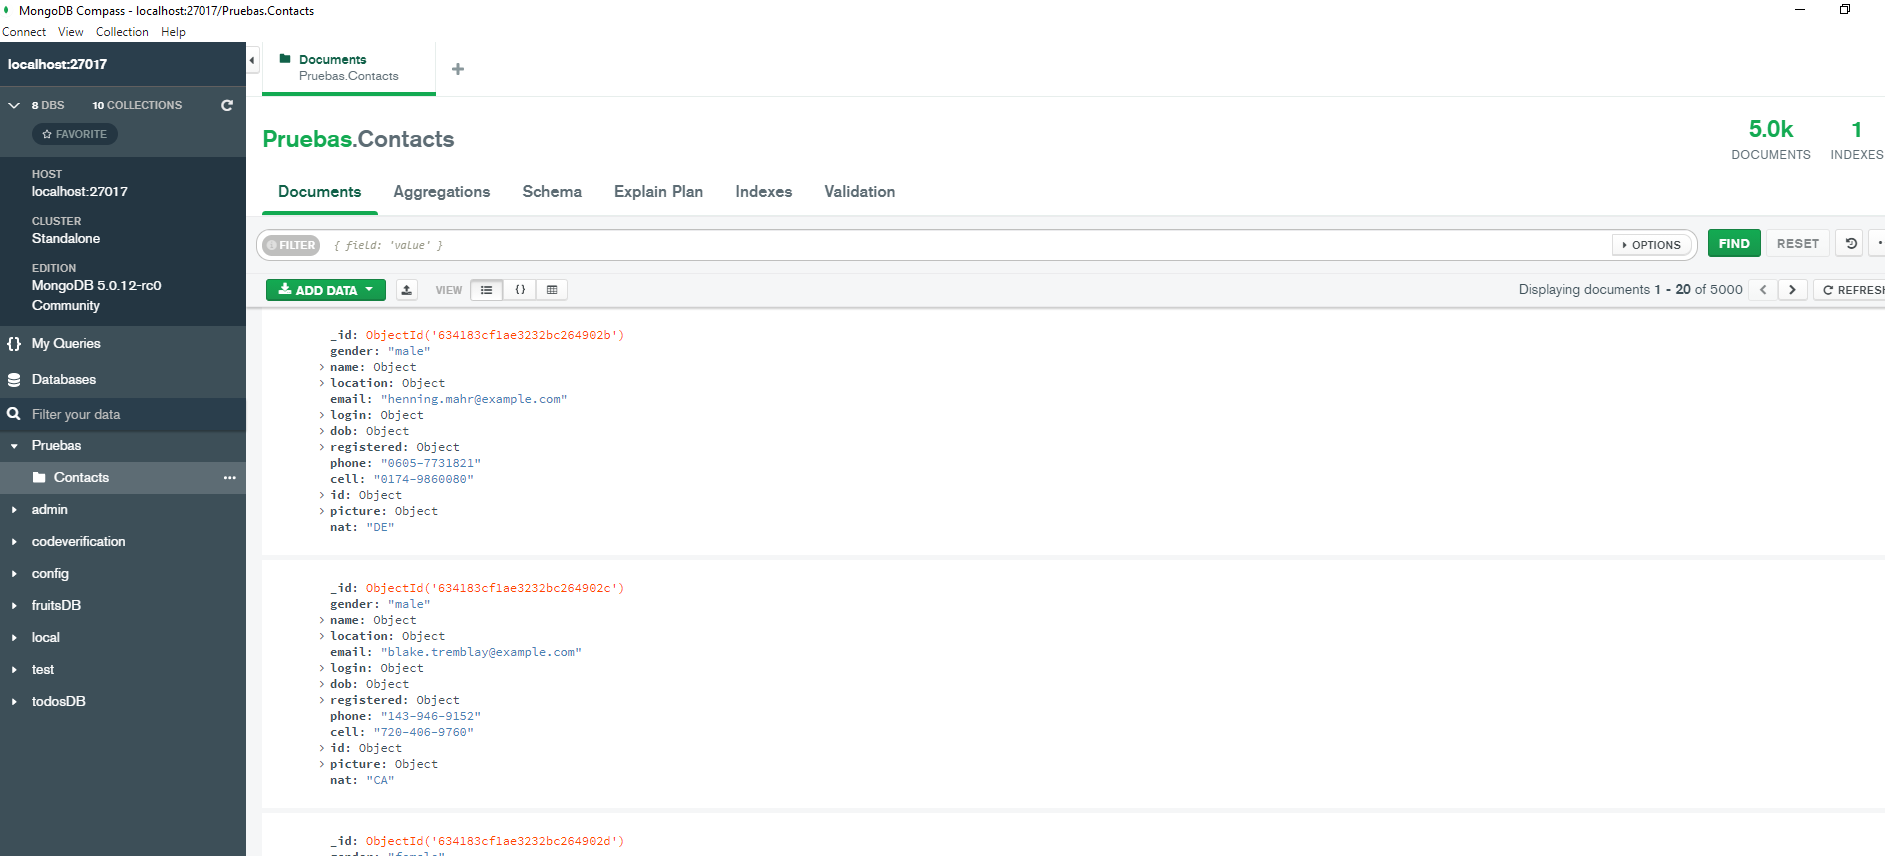 MongoDB Compass - localhost:27017/Pruebas.Contacts
Connect View Collection Help
localhost:27017
8 DBS 10 COLLECTIONS
FAVORITE
HOST
localhost:27017
CLUSTER
Standalone
EDITION
MongoDB 5.0.12-rc0
Community
{} My Queries
Databases
Filter your data
Pruebas
Contacts
admin
codeverification
config
fruitsDB
local
test
todosDB
Documents
Pruebas.Contacts
Pruebas.Contacts
5.0k
DOCUMENTS
1
INDEXES
Documents Aggregations Schema Explain Plan Indexes Validation
FILTER { field: 'value' } OPTIONS FIND RESET
ADD DATA VIEW {} Displaying documents 1 - 20 of 5000 REFRESH
_id: ObjectId('634183cf1ae3232bc264902b')
gender: "male"
name: Object
location: Object
email: "henning.mahr@example.com"
login: Object
dob: Object
registered: Object
phone: "0605-7731821"
cell: "0174-9860080"
id: Object
picture: Object
nat: "DE"
_id: ObjectId('634183cf1ae3232bc264902c')
gender: "male"
name: Object
location: Object
email: "blake.tremblay@example.com"
login: Object
dob: Object
registered: Object
phone: "143-946-9152"
cell: "720-406-9760"
id: Object
picture: Object
nat: "CA"
_id: ObjectId('634183cf1ae3232bc264902d')
gender: "female"